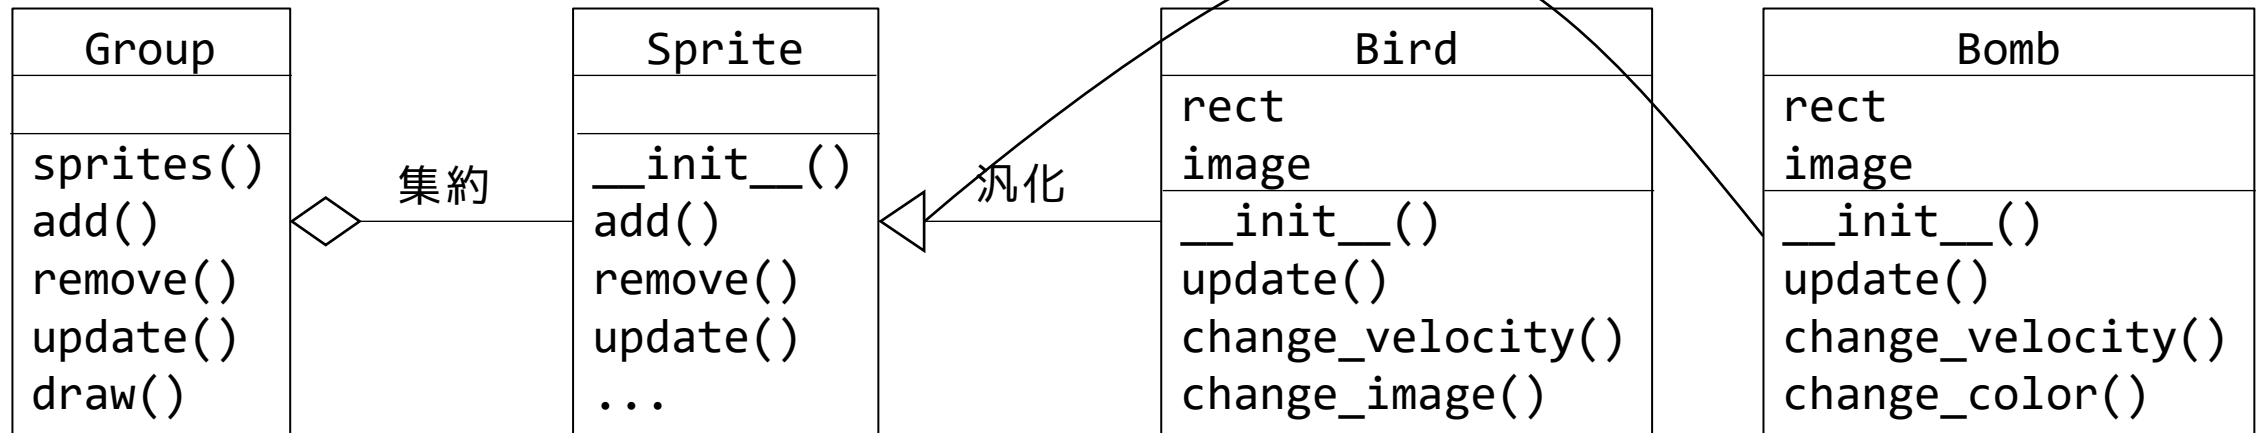 Group
sprites()
add()
remove()
update()
draw()
集約
Sprite
__init__()
add()
remove()
update()
...
汎化
Bird
rect
image
__init__()
update()
change_velocity()
change_image()
Bomb
rect
image
__init__()
update()
change_velocity()
change_color()